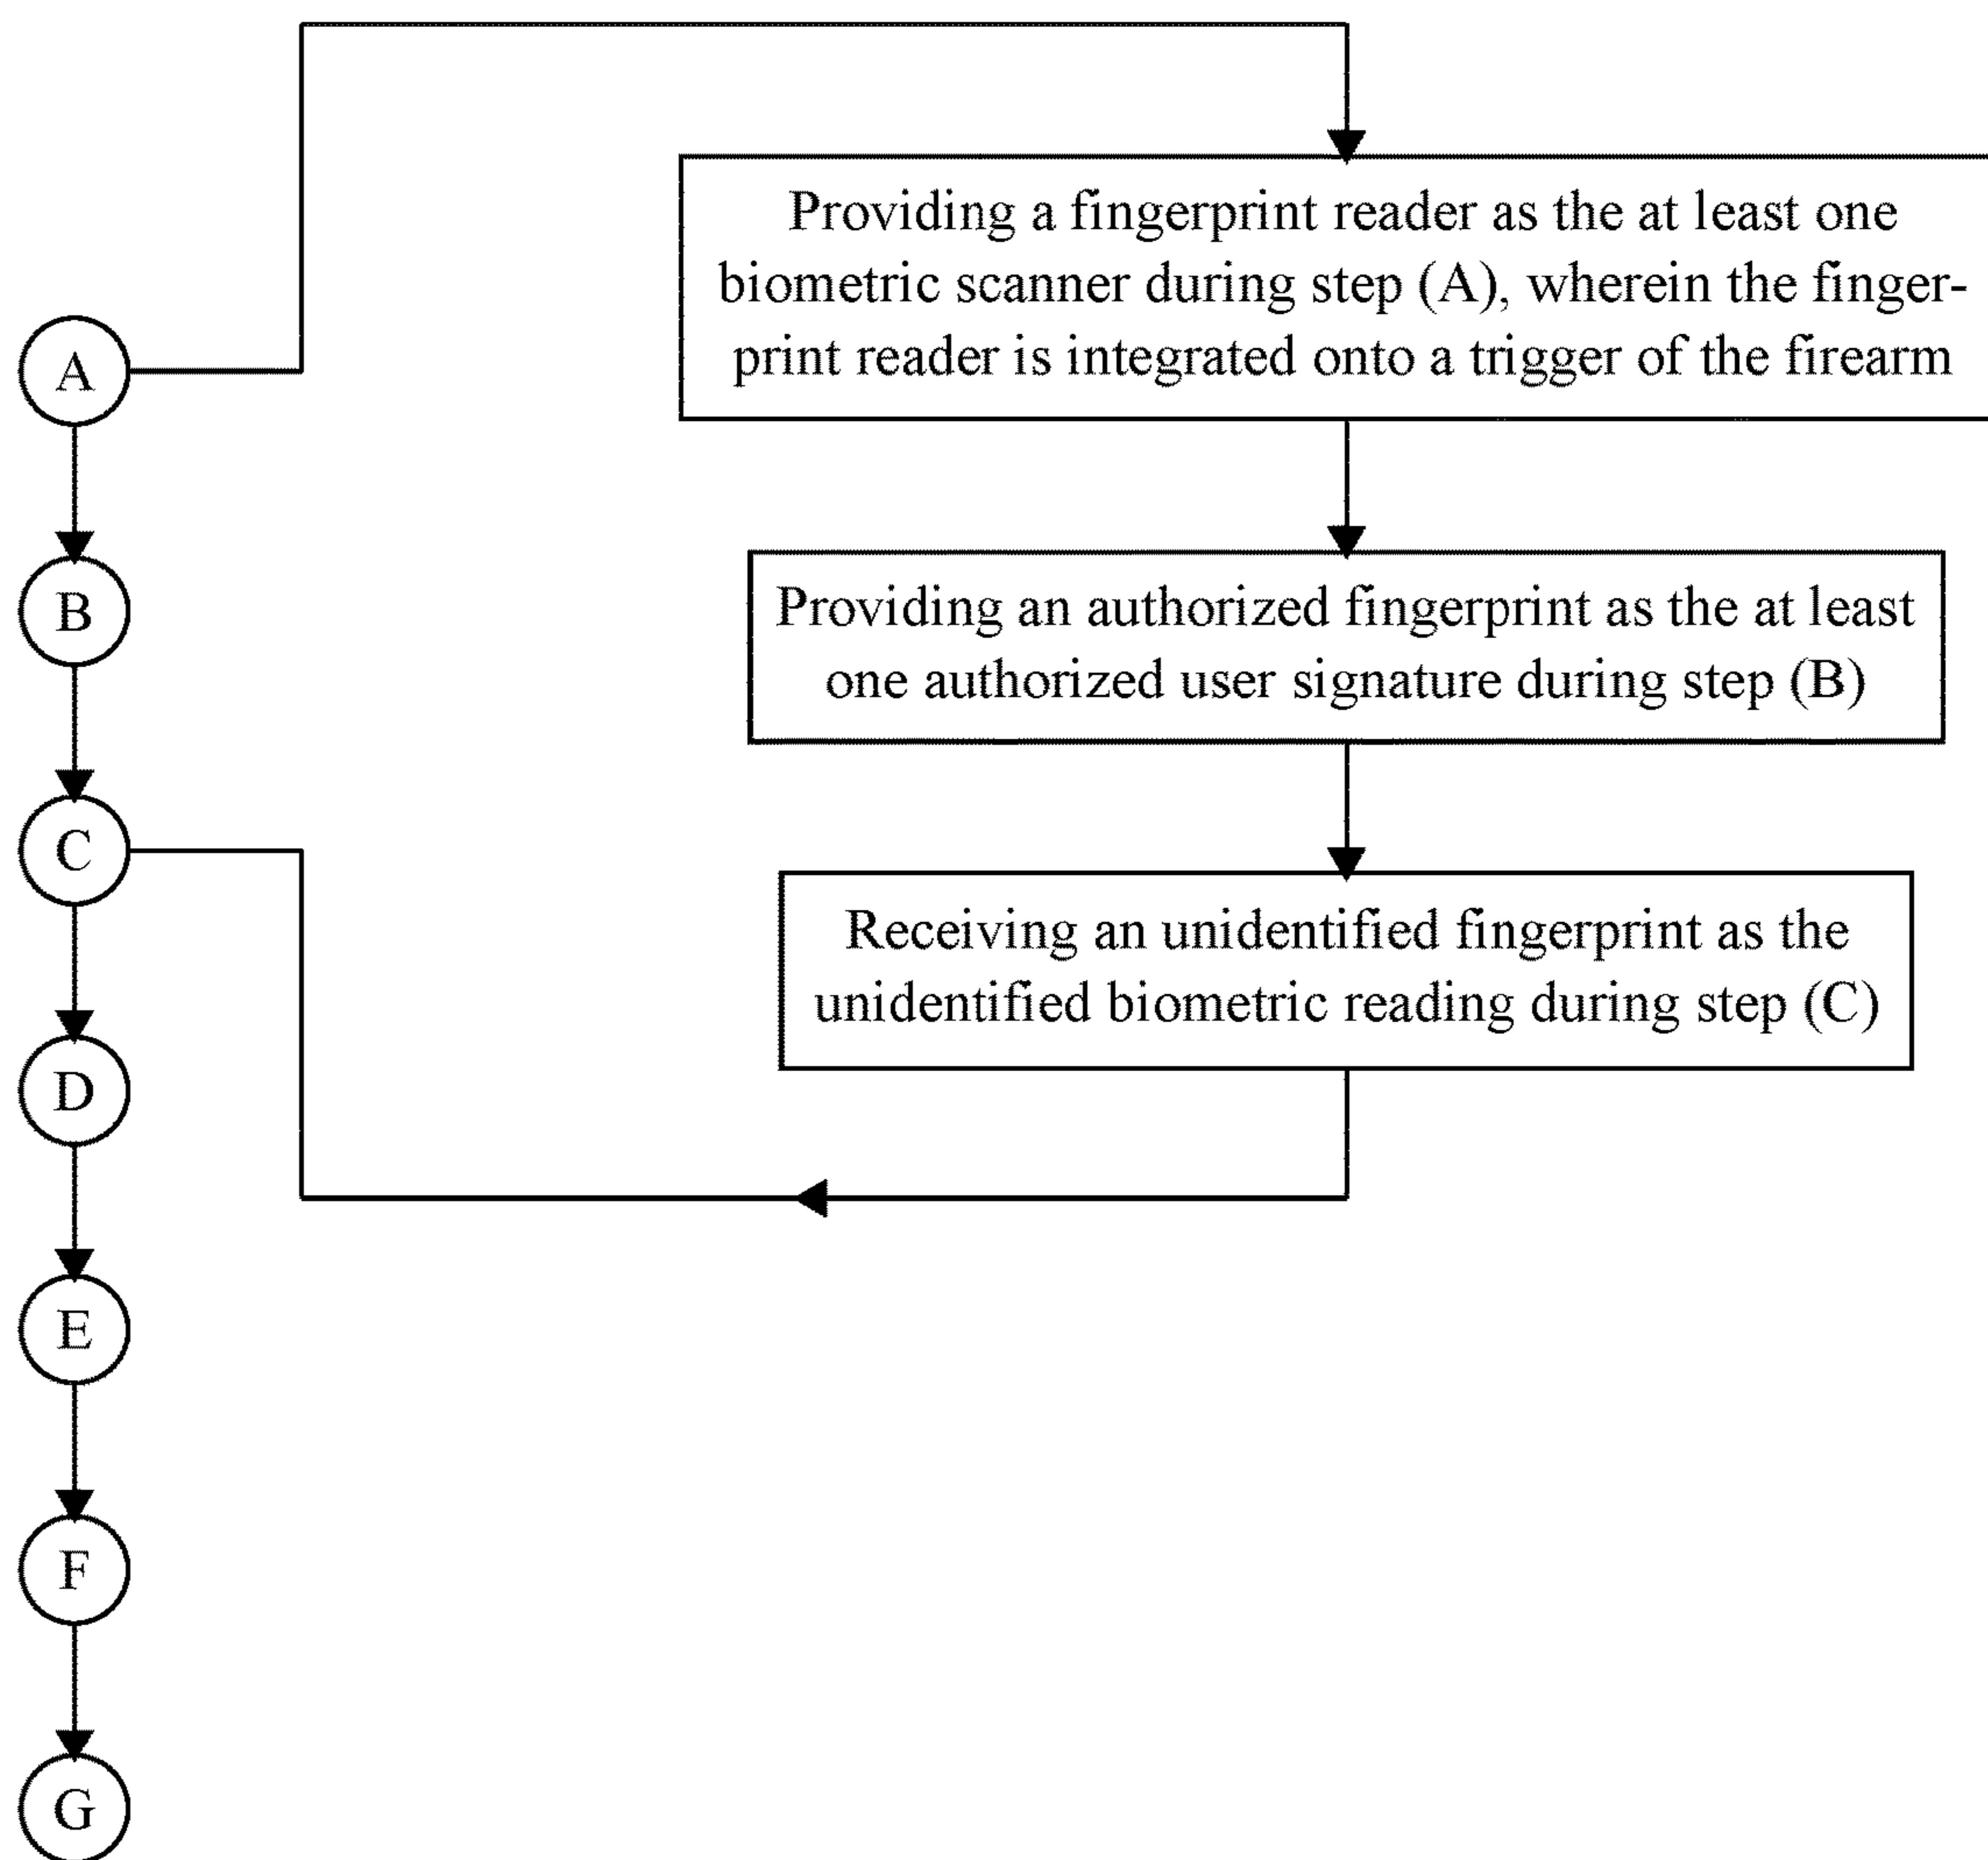 A
B
C
D
E
F
G
Providing a fingerprint reader as the at least one
biometric scanner during step (A), wherein the finger-
print reader is integrated onto a trigger of the firearm
Providing an authorized fingerprint as the at least
one authorized user signature during step (B)
Receiving an unidentified fingerprint as the
unidentified biometric reading during step (C)